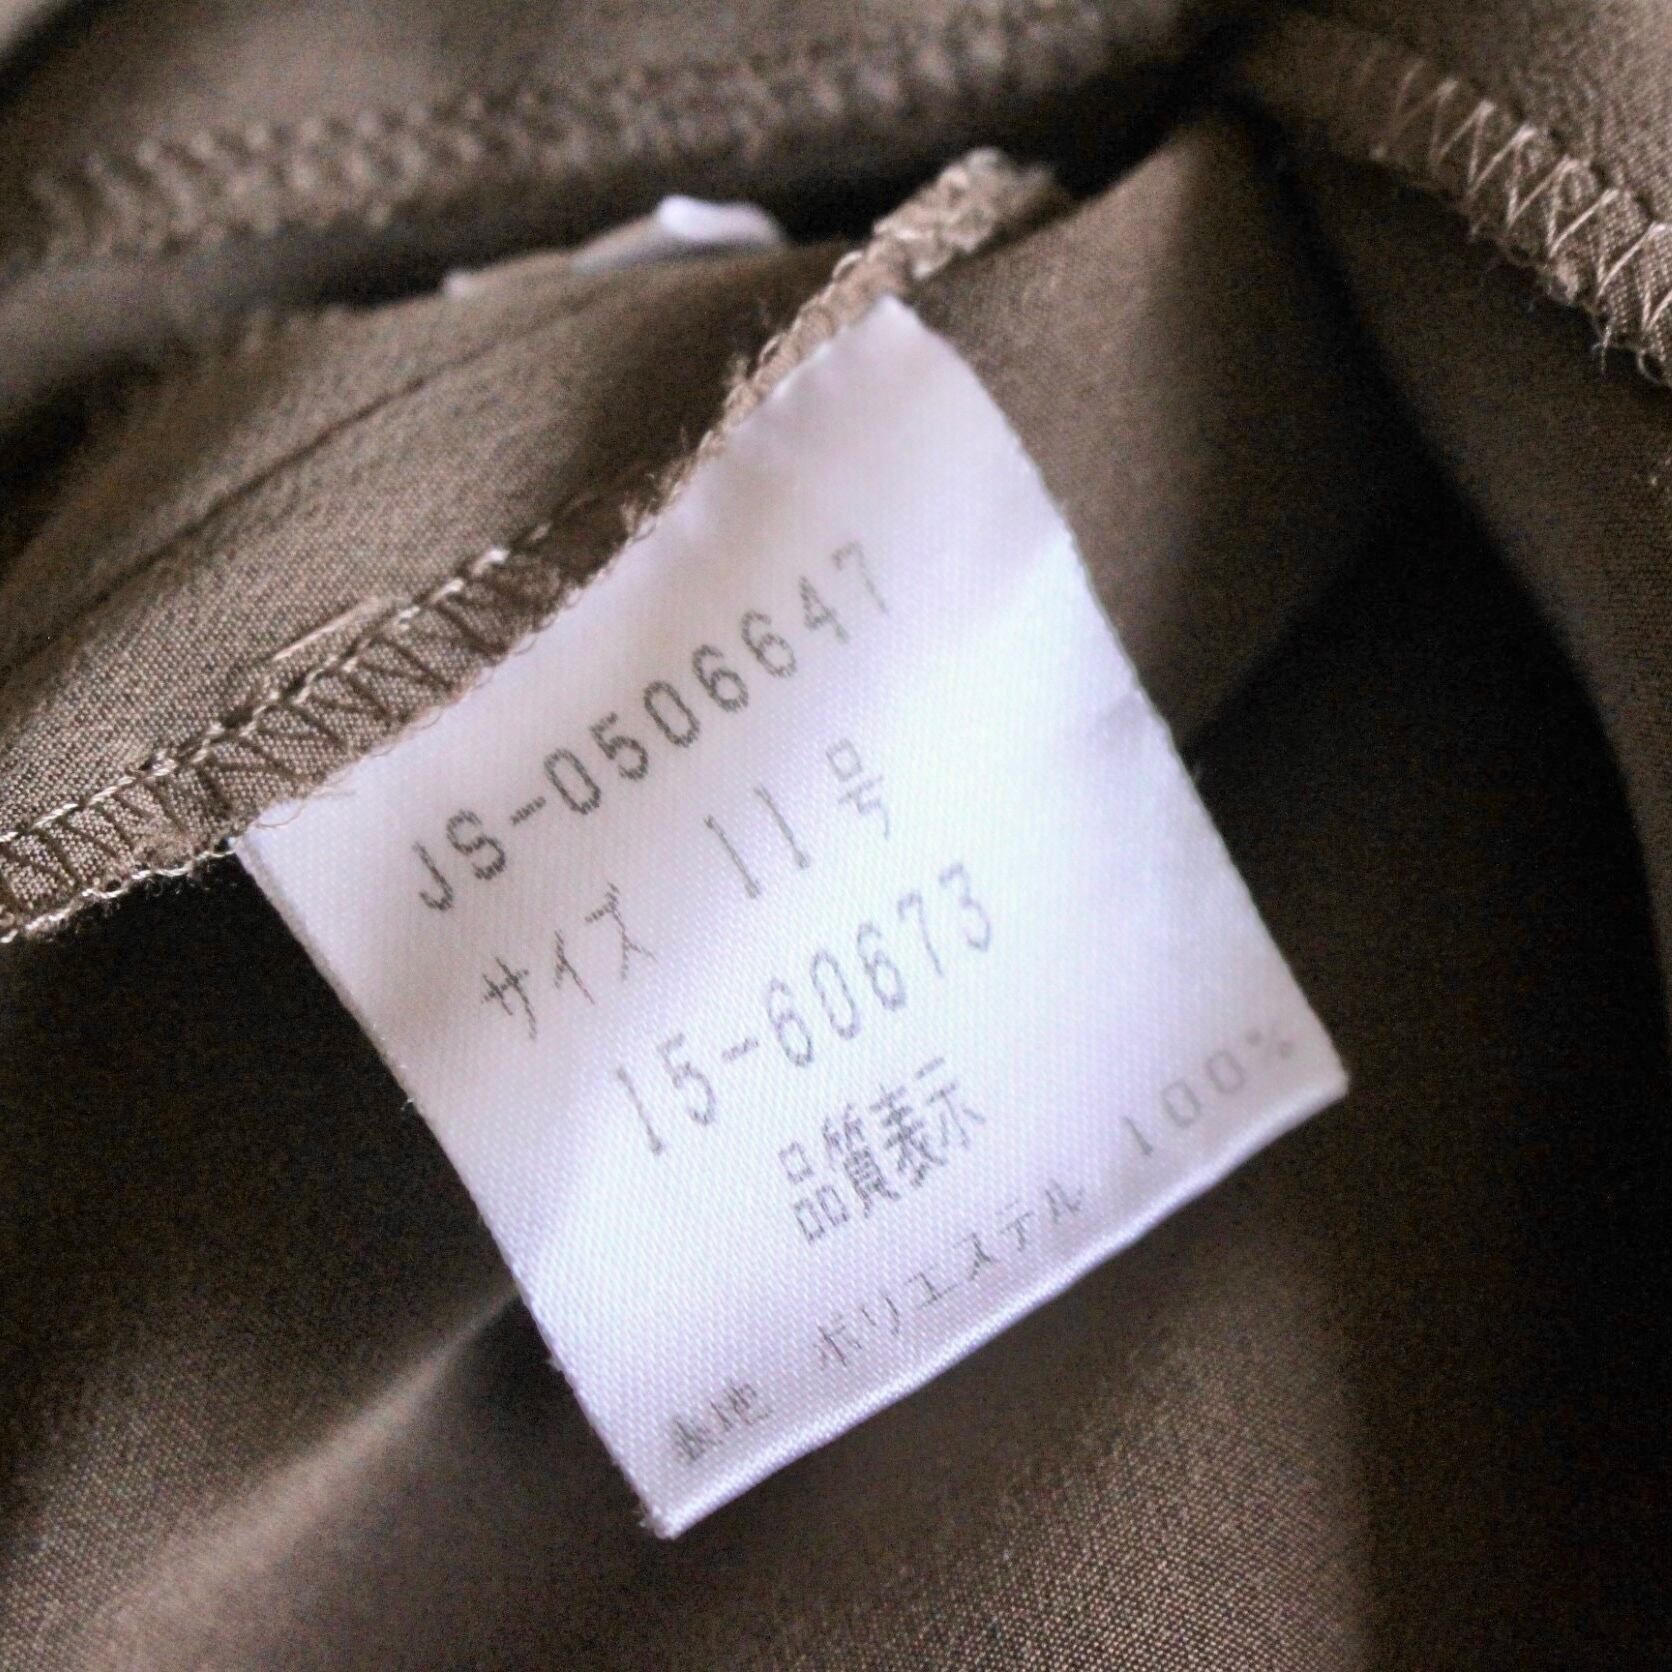 JS-0506647
サイズ 11号
15-60673
品質表示
表地 ポリエステル 100%